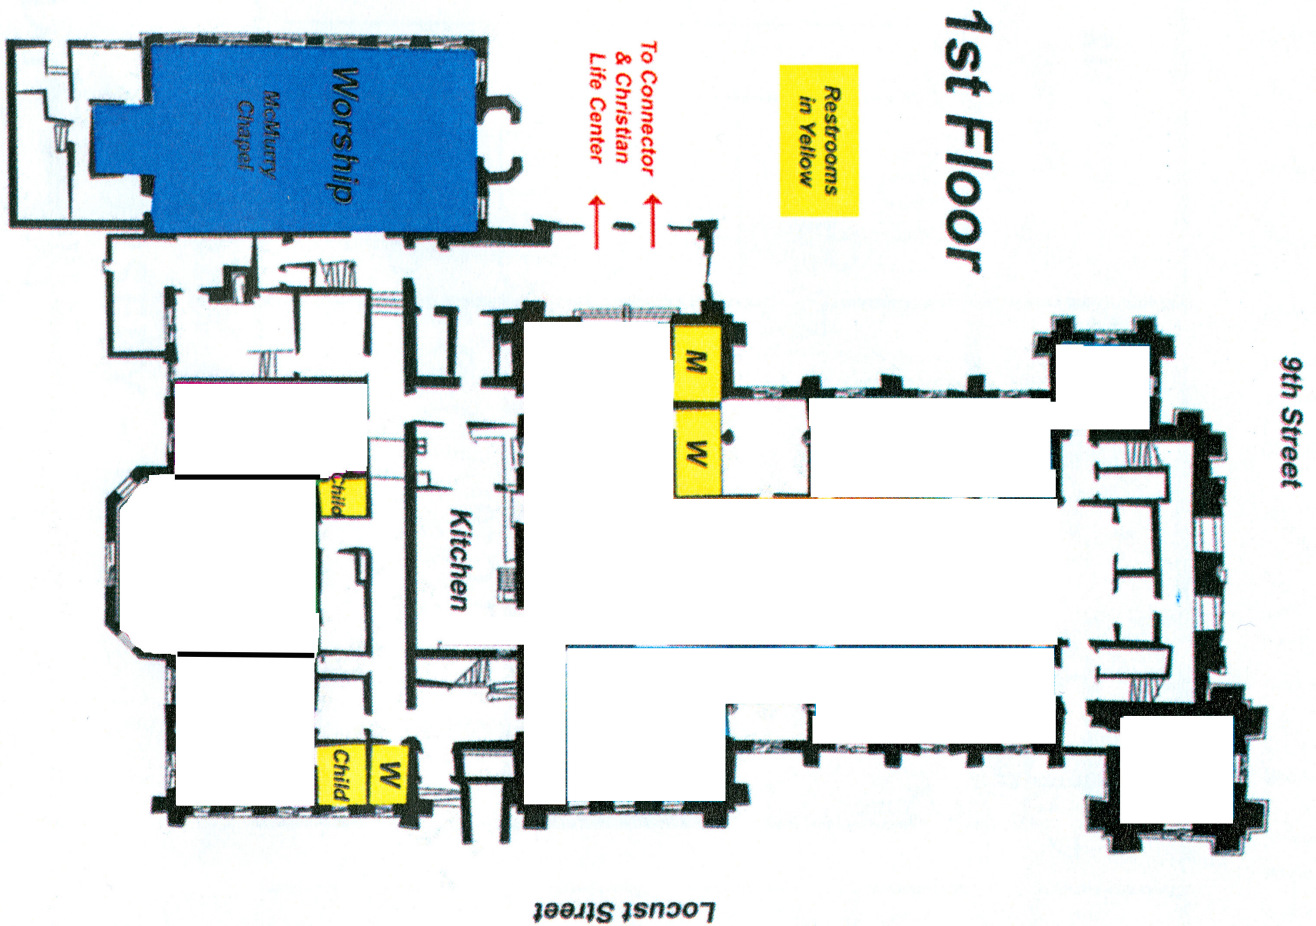 1st Floor
Restrooms
in Yellow
To Connector
& Christian
Life Center
Worship
McMurry
Chapel
9th Street
M
W
Child
Kitchen
Child
W
Locust Street